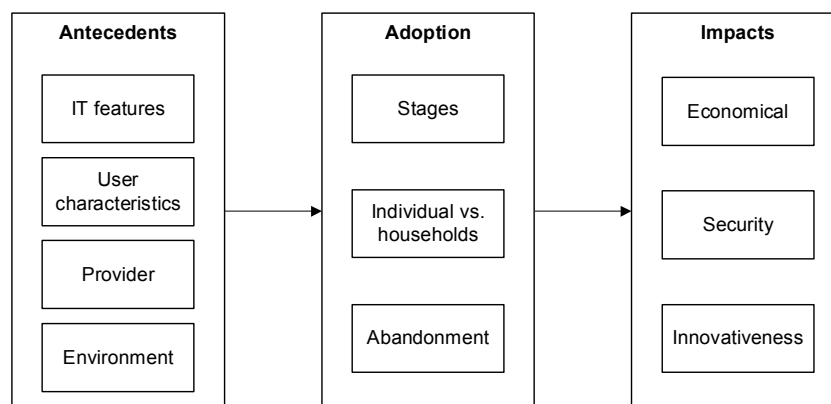 Antecedents
IT features
User
characteristics
Provider
Environment
Adoption
Stages
Individual vs.
households
Abandonment
Impacts
Economical
Security
Innovativeness